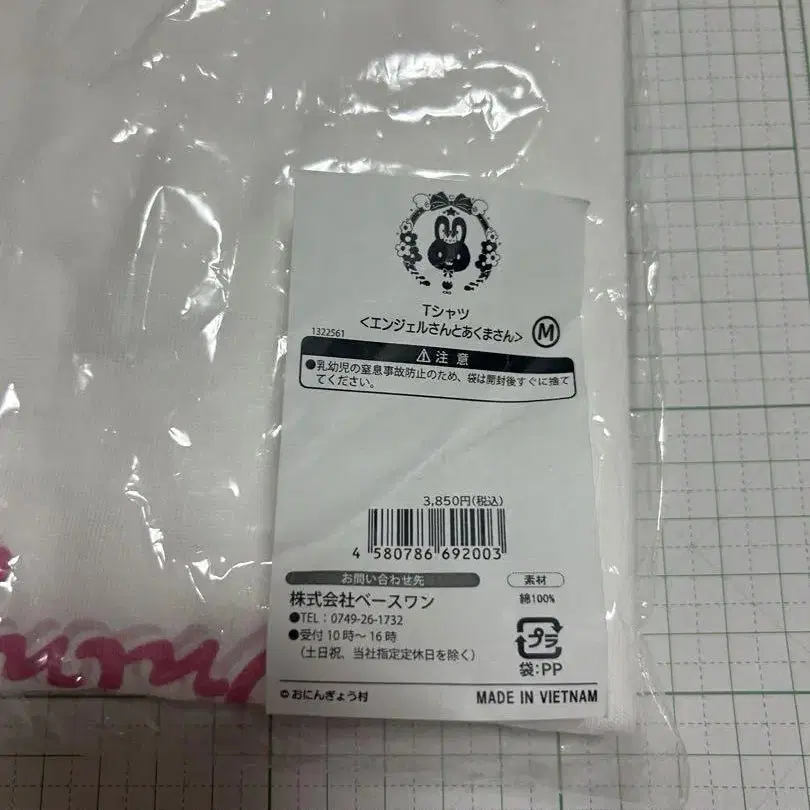 Tシャツ
1322561 <エンジェルさんとあくまさん> M
⚠注意
●乳幼児の窒息事故防止のため、袋は開封後すぐに捨て
てください。
3,850円(税込)
4 580786 692003
お問い合わせ先
株式会社ベースワン
●TEL:0749-26-1732
●受付10時~16時
(土日祝、当社指定定休日を除く)
素材
綿100%
プラ
袋:PP
©おにんぎょう村
MADE IN VIETNAM